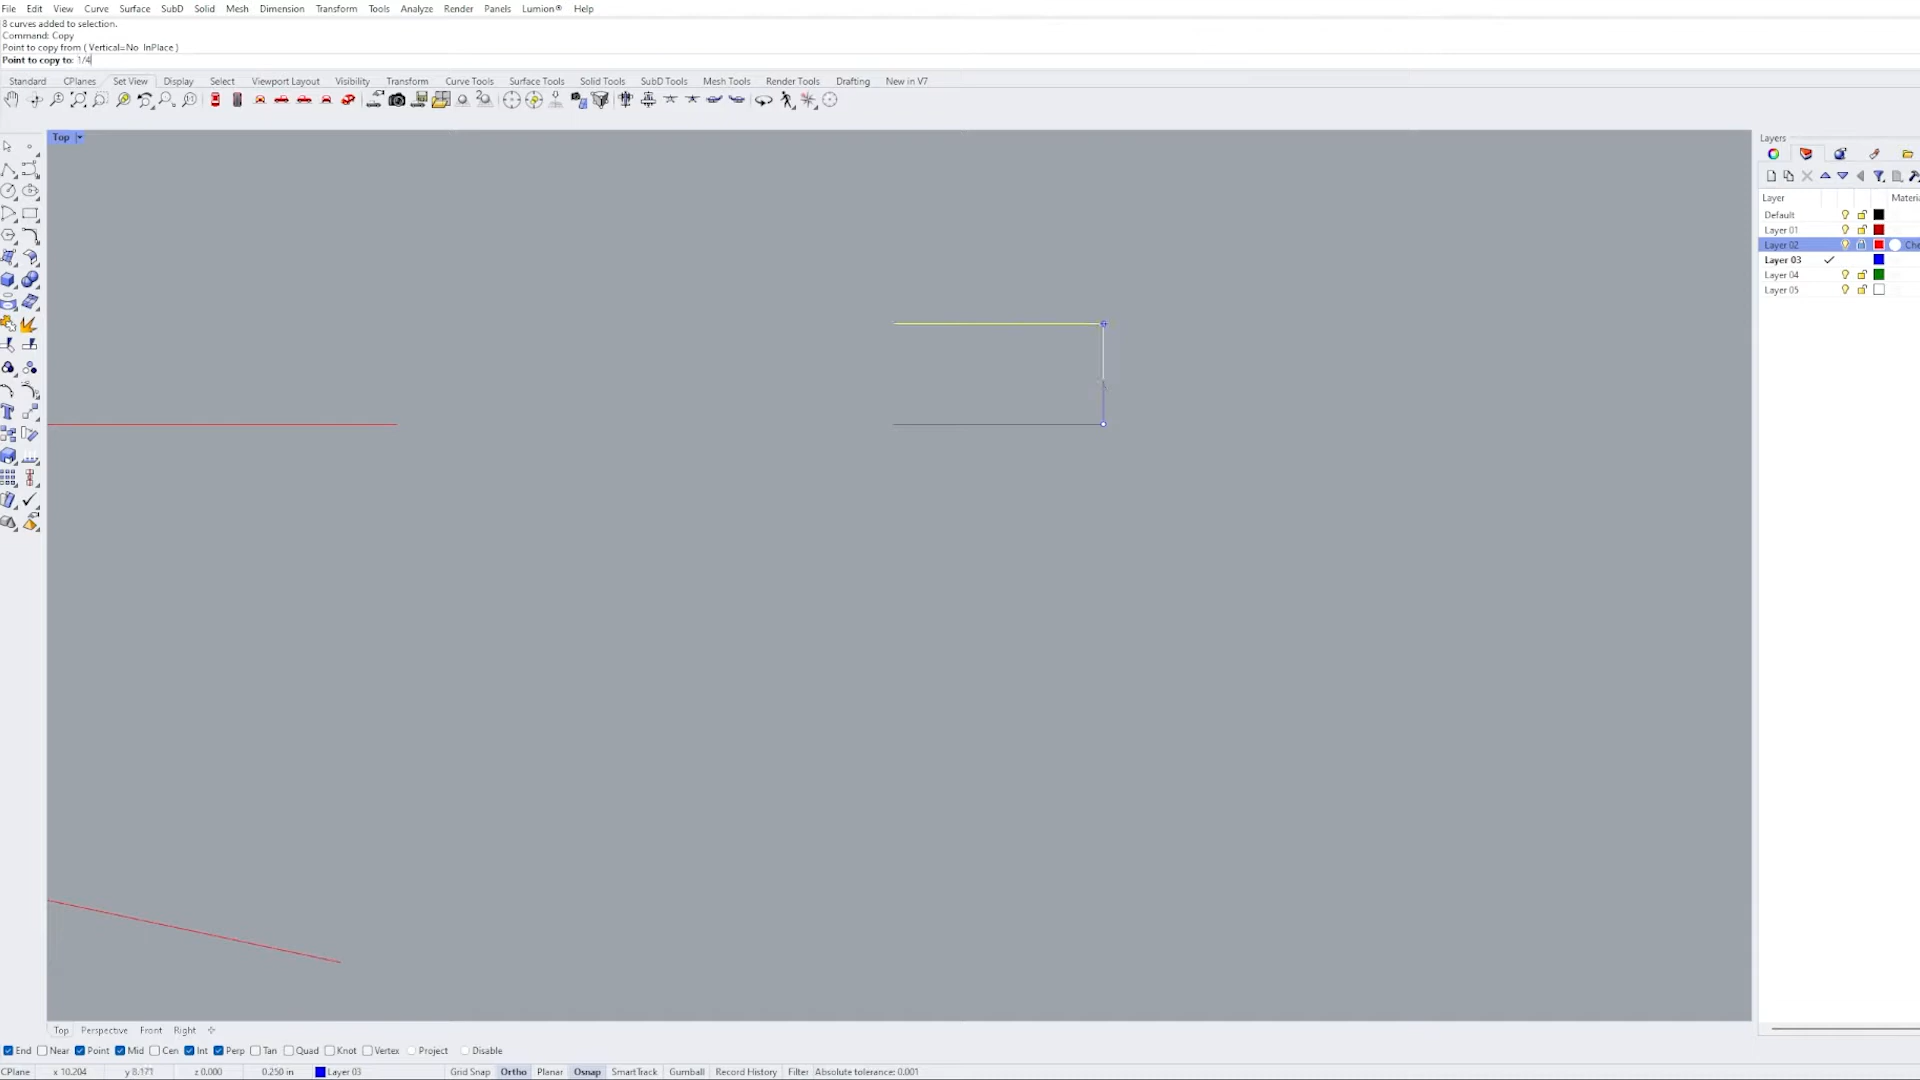 File Edit View Curve Surface SubD Solid Mesh Dimension Transform Tools Analyze Render Panels Lumion® Help
8 curves added to selection.
Command: Copy
Point to copy from ( Vertical=No InPlace )
Point to copy to: 1/4
Standard CPlanes Set View Display Select Viewport Layout Visibility Transform Curve Tools Surface Tools Solid Tools SubD Tools Mesh Tools Render Tools Drafting New in V7
Top
Layers
Layer Materi
Default
Layer 01
Layer 02 Che
Layer 03
Layer 04
Layer 05
Top Perspective Front Right
End Near Point Mid Cen Int Perp Tan Quad Knot Vertex Project Disable
CPlane x 10.204 y 8.171 z 0.000 0.250 in Layer 03 Grid Snap Ortho Planar Osnap SmartTrack Gumball Record History Filter Absolute tolerance: 0.001